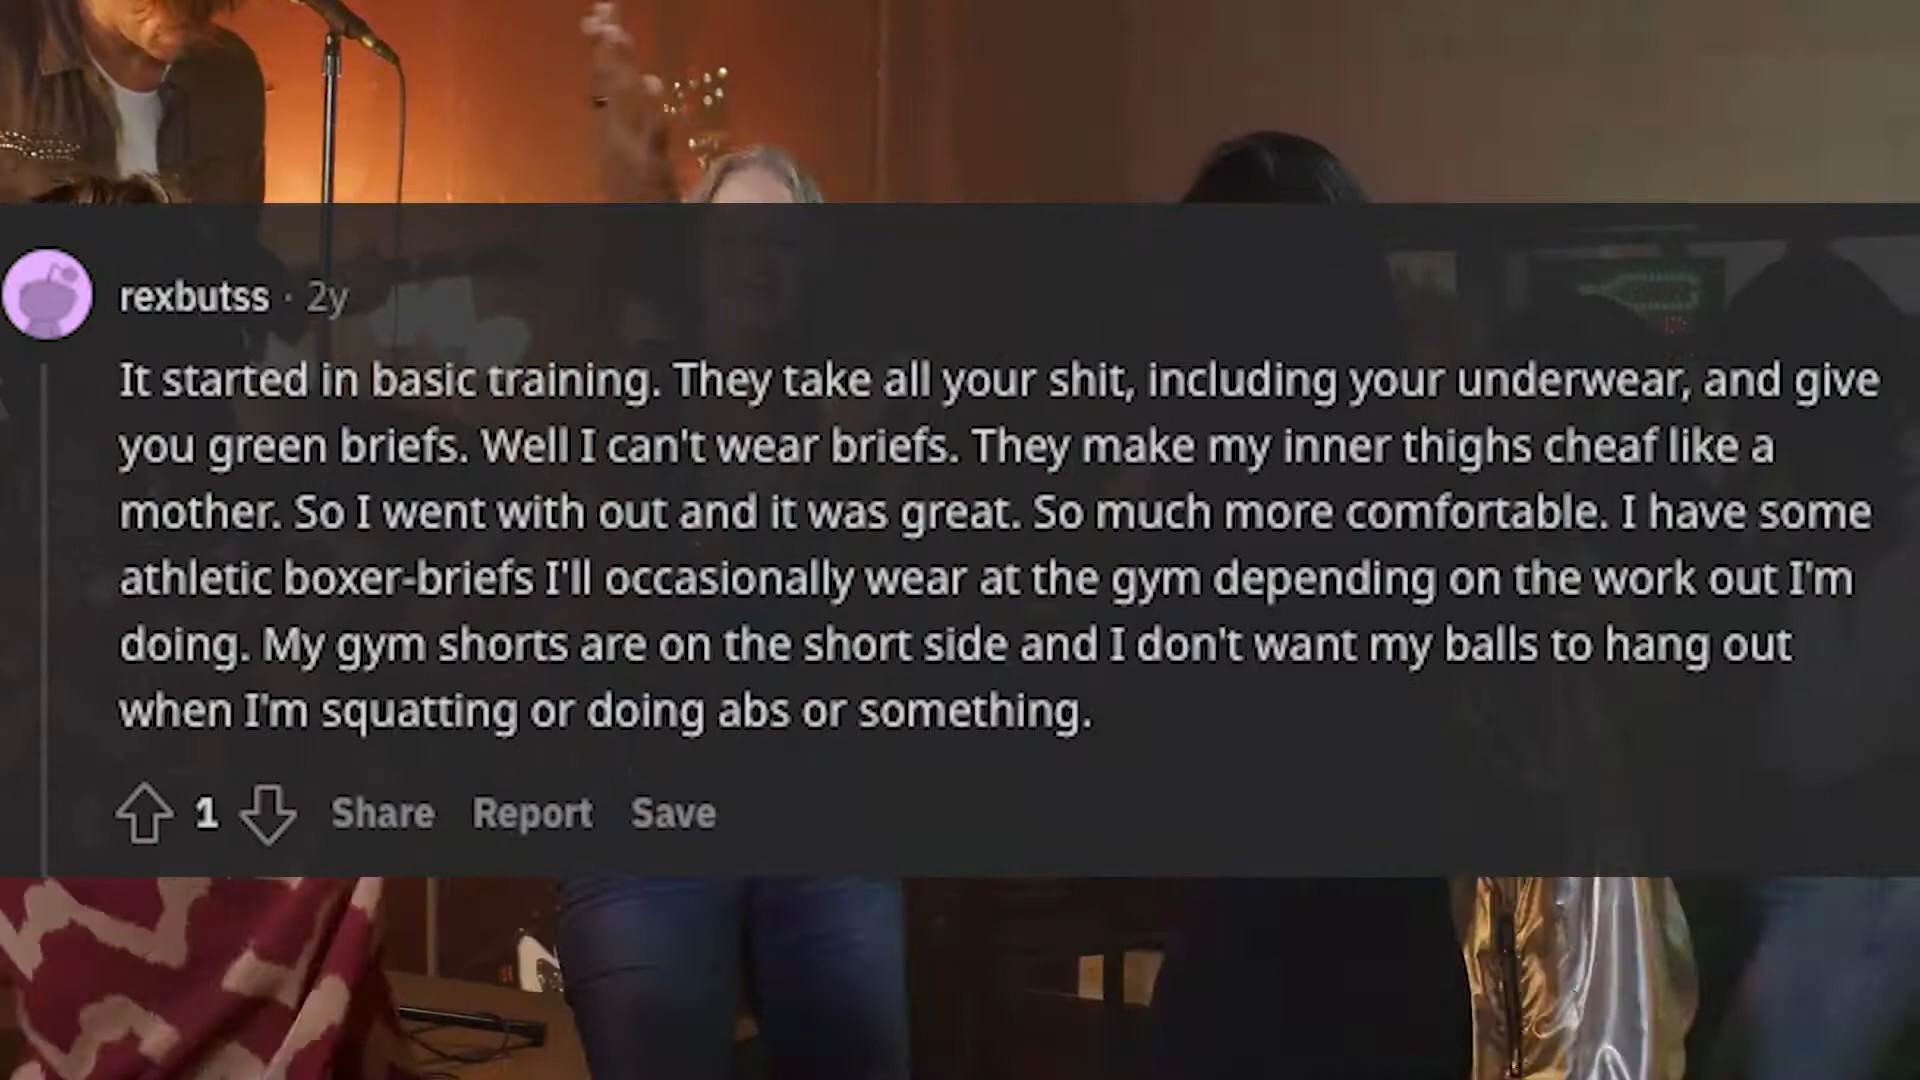 rexbutss · 2y
It started in basic training. They take all your shit, including your underwear, and give
you green briefs. Well I can't wear briefs. They make my inner thighs cheaf like a
mother. So I went with out and it was great. So much more comfortable. I have some
athletic boxer-briefs I'll occasionally wear at the gym depending on the work out I'm
doing. My gym shorts are on the short side and I don't want my balls to hang out
when I'm squatting or doing abs or something.
1 Share Report Save